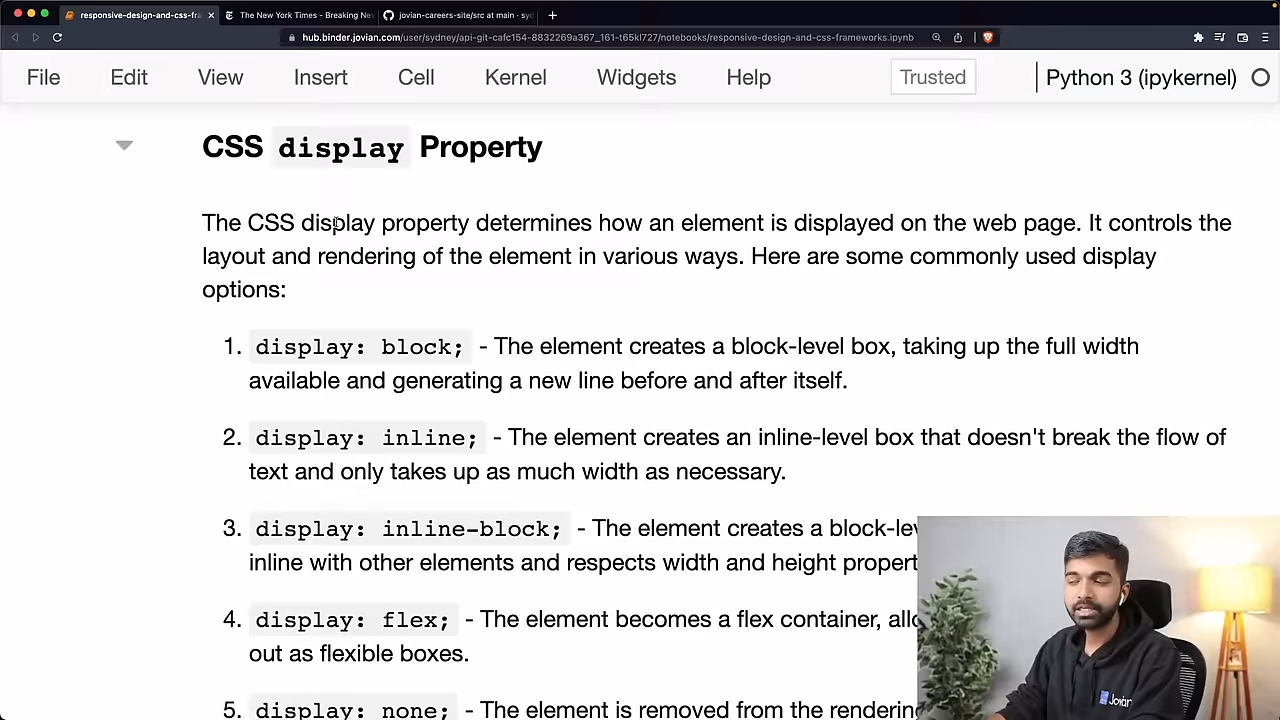 responsive-design-and-css-fra
The New York Times - Breaking Ne
jovian-careers-site/src at main · syd
hub.binder.jovian.com/user/sydney/api-git-cafc154-8832269a367_161-t65kl727/notebooks/responsive-design-and-css-frameworks.ipynb
File Edit View Insert Cell Kernel Widgets Help Trusted Python 3 (ipykernel)
CSS display Property
The CSS display property determines how an element is displayed on the web page. It controls the
layout and rendering of the element in various ways. Here are some commonly used display
options:
1. display: block; - The element creates a block-level box, taking up the full width
available and generating a new line before and after itself.
2. display: inline; - The element creates an inline-level box that doesn't break the flow of
text and only takes up as much width as necessary.
3. display: inline-block; - The element creates a block-lev
inline with other elements and respects width and height propert
4. display: flex; - The element becomes a flex container, allo
out as flexible boxes.
5. display: none; - The element is removed from the rendering
Jovian